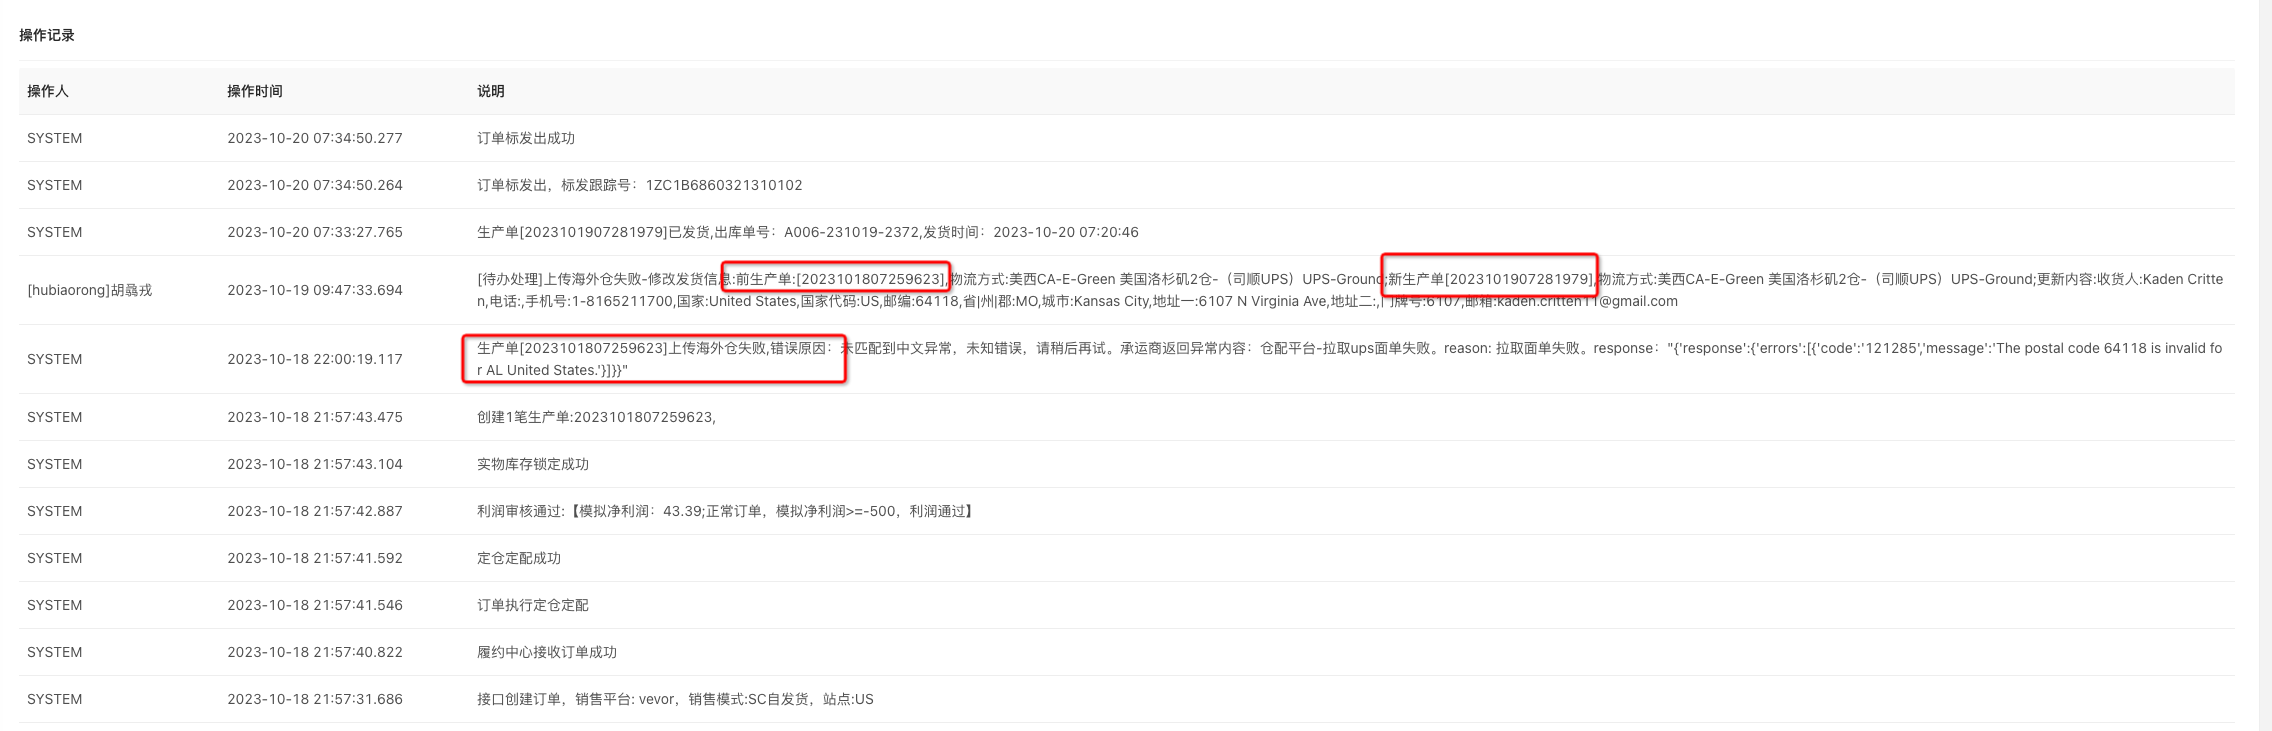 操作记录
操作人 操作时间 说明
SYSTEM 2023-10-20 07:34:50.277 订单标发出成功
SYSTEM 2023-10-20 07:34:50.264 订单标发出，标发跟踪号：1ZC1B6860321310102
SYSTEM 2023-10-20 07:33:27.765 生产单[2023101907281979]已发货,出库单号：A006-231019-2372,发货时间：2023-10-20 07:20:46
[hubiaorong]胡骉戎 2023-10-19 09:47:33.694 [待办处理]上传海外仓失败-修改发货信息:前生产单:[2023101807259623],物流方式:美西CA-E-Green 美国洛杉矶2仓-（司顺UPS）UPS-Ground;新生产单[2023101907281979],物流方式:美西CA-E-Green 美国洛杉矶2仓-（司顺UPS）UPS-Ground;更新内容:收货人:Kaden Critte
n,电话:,手机号:1-8165211700,国家:United States,国家代码:US,邮编:64118,省|州|郡:MO,城市:Kansas City,地址一:6107 N Virginia Ave,地址二:,门牌号:6107,邮箱:kaden.critten11@gmail.com
SYSTEM 2023-10-18 22:00:19.117 生产单[2023101807259623]上传海外仓失败,错误原因：未匹配到中文异常，未知错误，请稍后再试。承运商返回异常内容：仓配平台-拉取ups面单失败。reason: 拉取面单失败。response："{'response':{'errors':[{'code':'121285','message':'The postal code 64118 is invalid fo
r AL United States.'}]}}"
SYSTEM 2023-10-18 21:57:43.475 创建1笔生产单:2023101807259623,
SYSTEM 2023-10-18 21:57:43.104 实物库存锁定成功
SYSTEM 2023-10-18 21:57:42.887 利润审核通过:【模拟净利润：43.39;正常订单，模拟净利润>=-500，利润通过】
SYSTEM 2023-10-18 21:57:41.592 定仓定配成功
SYSTEM 2023-10-18 21:57:41.546 订单执行定仓定配
SYSTEM 2023-10-18 21:57:40.822 履约中心接收订单成功
SYSTEM 2023-10-18 21:57:31.686 接口创建订单，销售平台: vevor，销售模式:SC自发货，站点:US